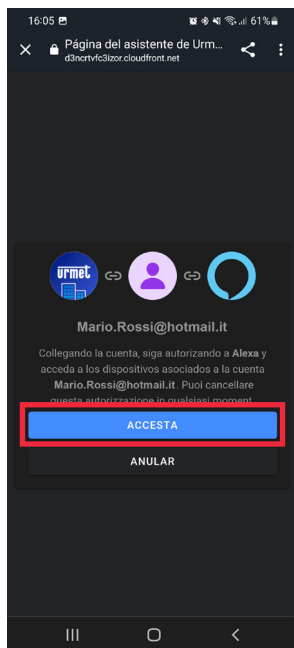 16:05
61%
Página del asistente de Urm...
d3ncrtvfc3izor.cloudfront.net
urmet
Mario.Rossi@hotmail.it
Collegando la cuenta, siga autorizando a Alexa y
acceda a los dispositivos asociados a la cuenta
Mario.Rossi@hotmail.it. Puoi cancellare
questa autorizzazione in qualsiasi moment
ACCESTA
ANULAR